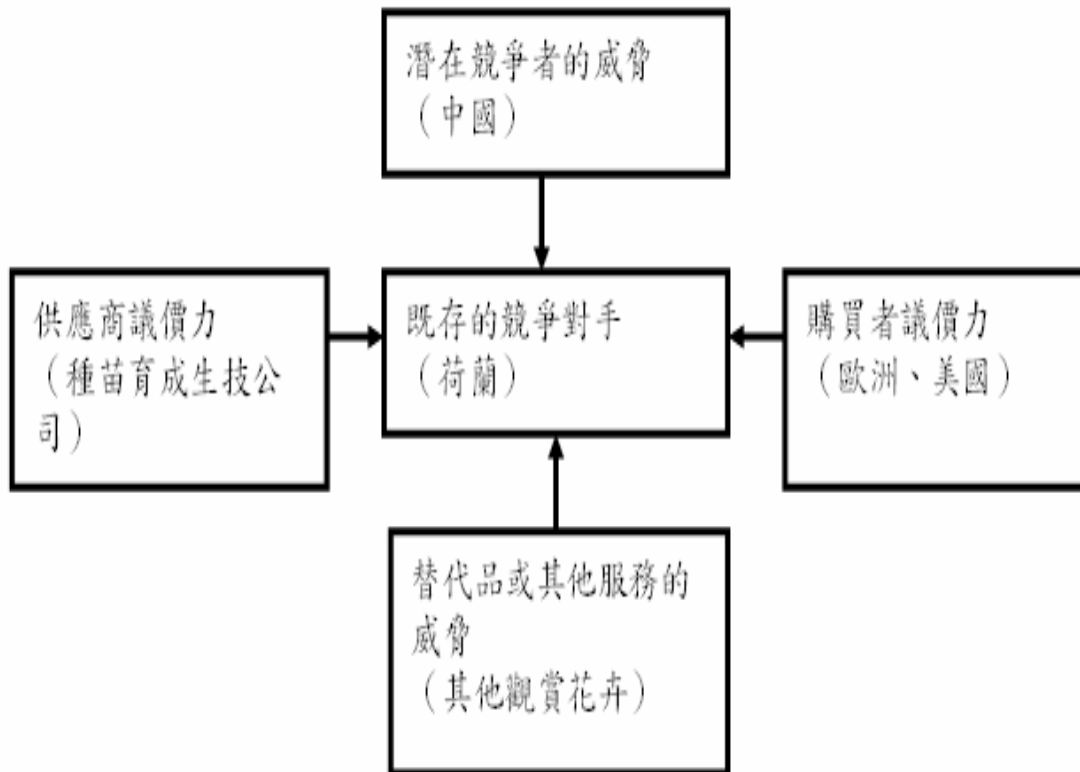 潛在競爭者的威脅
（中國）
供應商議價力
（種苗育成生技公
司）
既存的競爭對手
（荷蘭）
購買者議價力
（歐洲、美國）
替代品或其他服務的
威脅
（其他觀賞花卉）